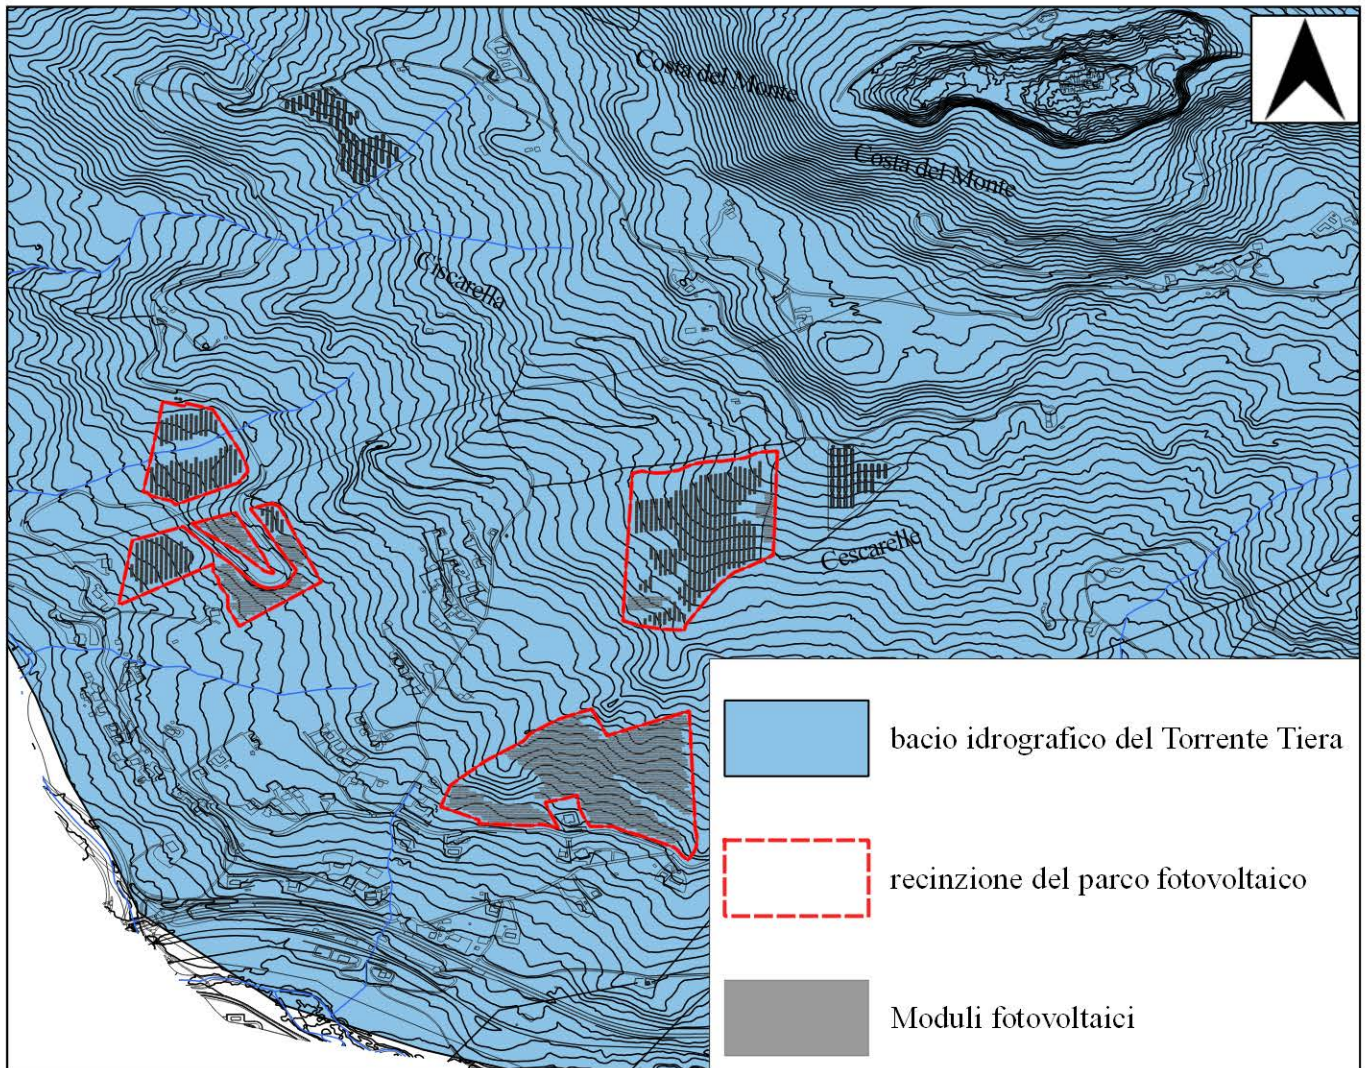 Costa del Monte
Costa del Monte
Ciscarella
Cescarelle
bacio idrografico del Torrente Tiera
recinzione del parco fotovoltaico
Moduli fotovoltaici